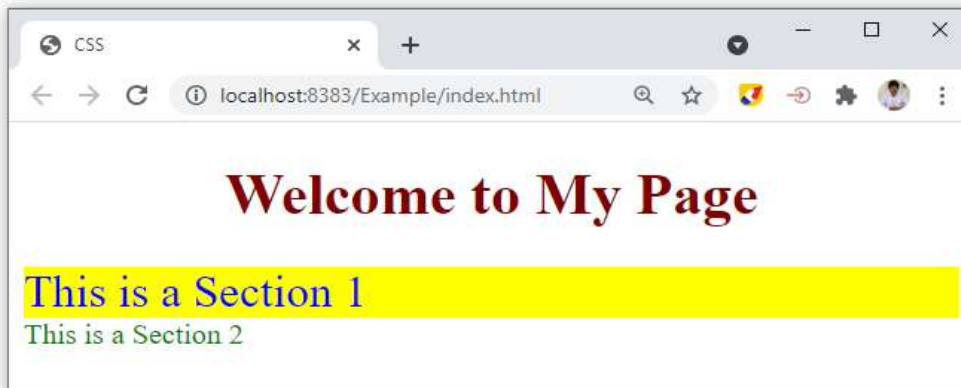 CSS
localhost:8383/Example/index.html
Welcome to My Page
This is a Section 1
This is a Section 2